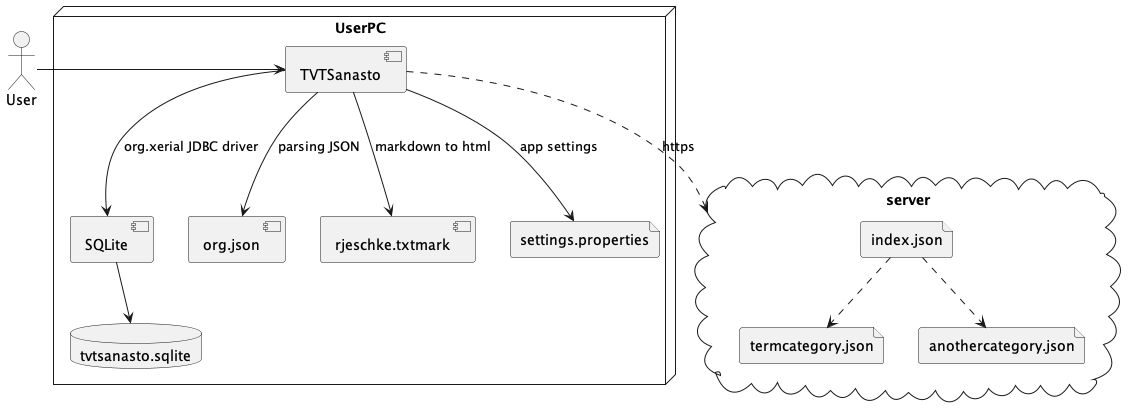 UserPC
TVTSanasto
User
org.xerial JDBC driver
parsing JSON
markdown to html
app settings
https
server
SQLite
org.json
rjeschke.txtmark
settings.properties
index.json
tvtsanasto.sqlite
termcategory.json
anothercategory.json